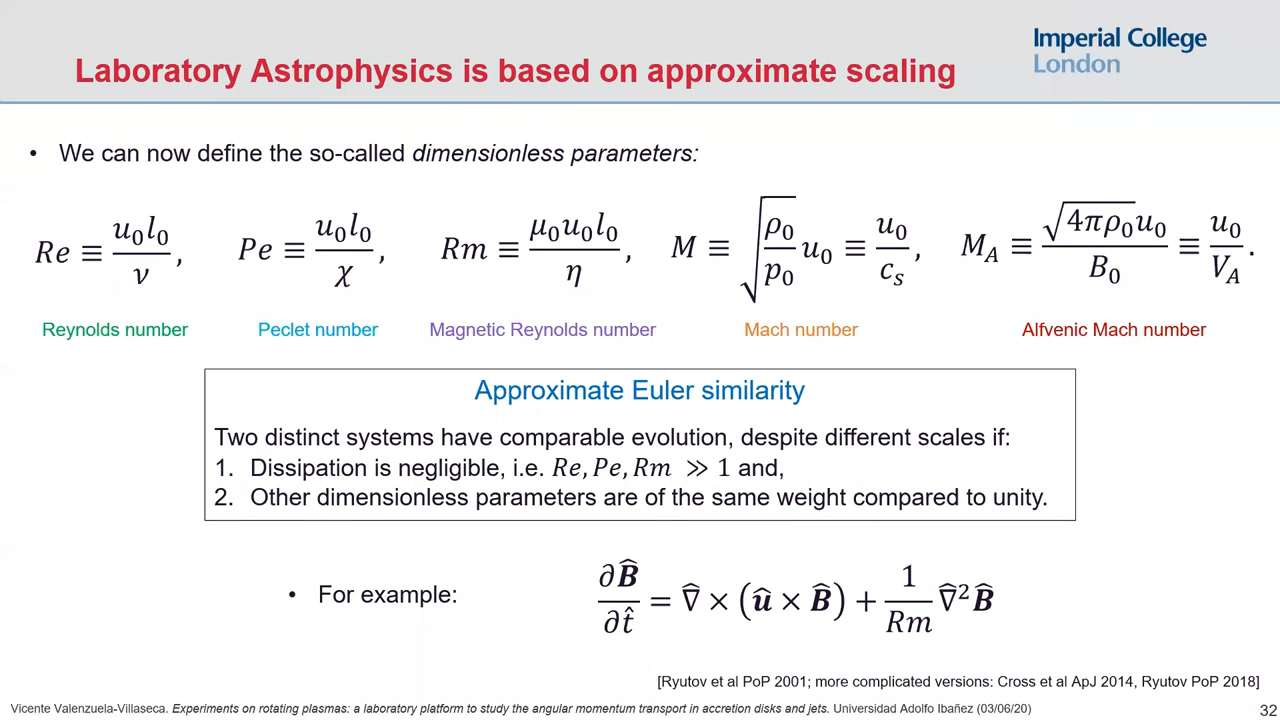 Imperial College
London
Laboratory Astrophysics is based on approximate scaling
• We can now define the so-called dimensionless parameters:
Re ≡ u₀l₀/ν, Pe ≡ u₀l₀/χ, Rm ≡ μ₀u₀l₀/η, M ≡ √(ρ₀/p₀) u₀ ≡ u₀/cₛ, M_A ≡ √(4πρ₀)u₀/B₀ ≡ u₀/V_A.
Reynolds number Peclet number Magnetic Reynolds number Mach number Alfvenic Mach number
Approximate Euler similarity
Two distinct systems have comparable evolution, despite different scales if:
1. Dissipation is negligible, i.e. Re, Pe, Rm ≫ 1 and,
2. Other dimensionless parameters are of the same weight compared to unity.
• For example: ∂B̂/∂t̂ = ∇̂ × (û × B̂) + 1/Rm ∇̂²B̂
[Ryutov et al PoP 2001; more complicated versions: Cross et al ApJ 2014, Ryutov PoP 2018]
Vicente Valenzuela-Villaseca. Experiments on rotating plasmas: a laboratory platform to study the angular momentum transport in accretion disks and jets. Universidad Adolfo Ibañez (03/06/20) 32